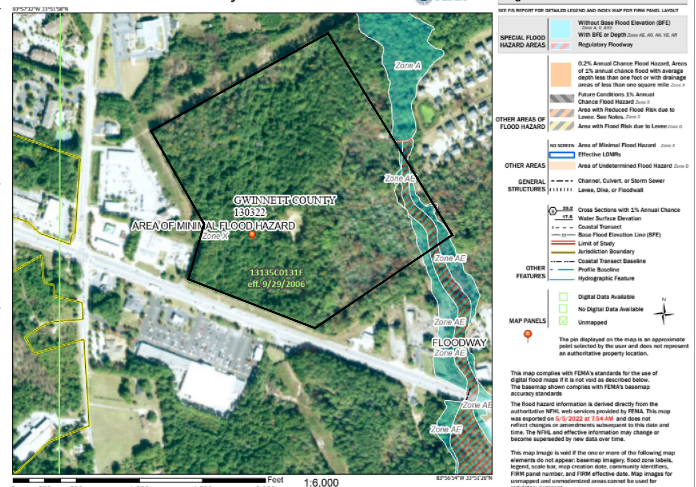 83°57'32"W 33°51'58"N
SEE FIS REPORT FOR DETAILED LEGEND AND INDEX MAP FOR FIRM PANEL LAYOUT
Zone A
Zone AE
GWINNETT COUNTY
130322
AREA OF MINIMAL FLOOD HAZARD
Zone X
13135C0131F
eff. 9/29/2006
Zone AE
Zone AE
FLOODWAY
Zone AE
Zone AE
Zone AE
Feet
1:6,000
83°56'54"W 33°51'28"N
SPECIAL FLOOD
HAZARD AREAS
Without Base Flood Elevation (BFE)
Zone A, V, A99
With BFE or Depth Zone AE, AO, AH, VE, AR
Regulatory Floodway
OTHER AREAS OF
FLOOD HAZARD
0.2% Annual Chance Flood Hazard, Areas
of 1% annual chance flood with average
depth less than one foot or with drainage
areas of less than one square mile Zone X
Future Conditions 1% Annual
Chance Flood Hazard Zone X
Area with Reduced Flood Risk due to
Levee. See Notes. Zone X
Area with Flood Risk due to Levee Zone D
OTHER AREAS
NO SCREEN Area of Minimal Flood Hazard Zone X
Effective LOMRs
Area of Undetermined Flood Hazard Zone D
GENERAL
STRUCTURES
Channel, Culvert, or Storm Sewer
Levee, Dike, or Floodwall
OTHER
FEATURES
20.2 Cross Sections with 1% Annual Chance
17.5 Water Surface Elevation
Coastal Transect
Base Flood Elevation Line (BFE)
Limit of Study
Jurisdiction Boundary
Coastal Transect Baseline
Profile Baseline
Hydrographic Feature
MAP PANELS
Digital Data Available
No Digital Data Available
Unmapped
N
The pin displayed on the map is an approximate
point selected by the user and does not represent
an authoritative property location.
This map complies with FEMA's standards for the use of
digital flood maps if it is not void as described below.
The basemap shown complies with FEMA's basemap
accuracy standards
The flood hazard information is derived directly from the
authoritative NFHL web services provided by FEMA. This map
was exported on 5/5/2022 at 7:54 AM and does not
reflect changes or amendments subsequent to this date and
time. The NFHL and effective information may change or
become superseded by new data over time.
This map image is void if the one or more of the following map
elements do not appear: basemap imagery, flood zone labels,
legend, scale bar, map creation date, community identifiers,
FIRM panel number, and FIRM effective date. Map images for
unmapped and unmodernized areas cannot be used for